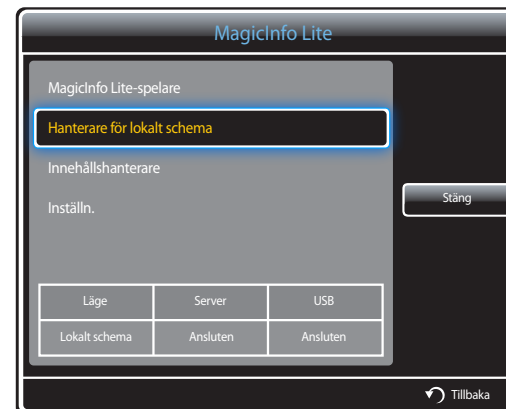 MagicInfo Lite
MagicInfo Lite-spelare
Hanterare för lokalt schema
Innehållshanterare
Inställn.
Stäng
Läge Server USB
Lokalt schema Ansluten Ansluten
Tillbaka